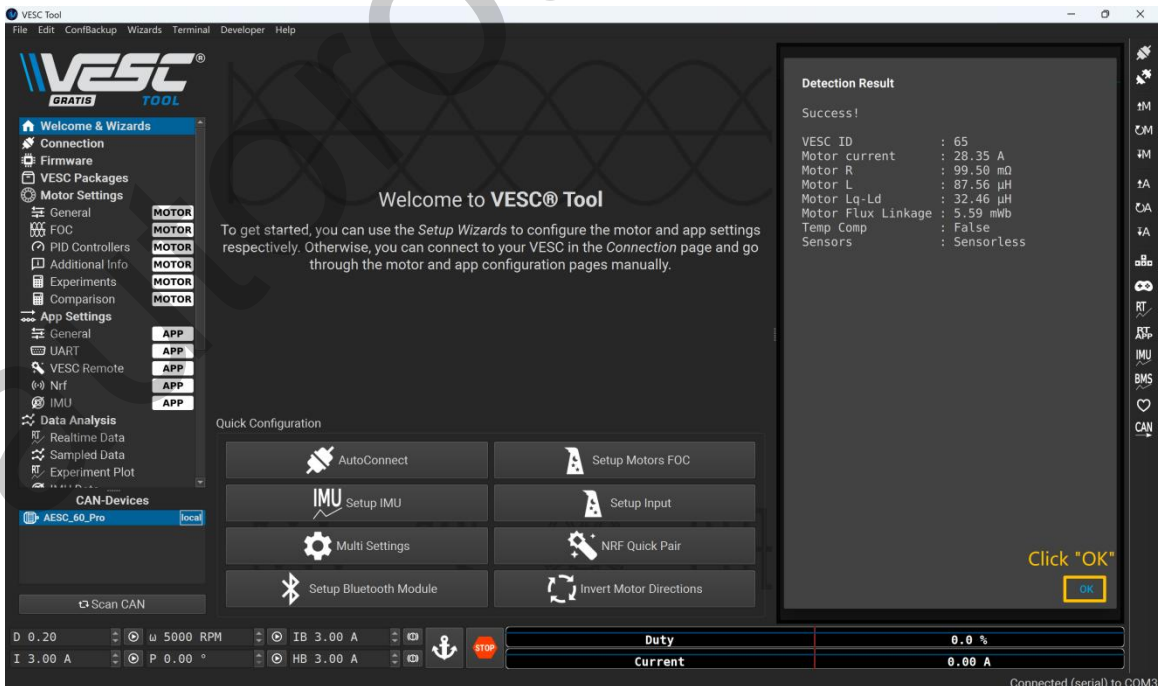 VESC Tool
File Edit ConfBackup Wizards Terminal Developer Help
VESC®
GRATIS TOOL
Welcome & Wizards
Connection
Firmware
VESC Packages
Motor Settings
General MOTOR
FOC MOTOR
PID Controllers MOTOR
Additional Info MOTOR
Experiments MOTOR
Comparison MOTOR
App Settings
General APP
UART APP
VESC Remote APP
Nrf APP
IMU APP
Data Analysis
Realtime Data
Sampled Data
Experiment Plot
CAN-Devices
AESC_60_Pro local
Scan CAN
Welcome to VESC® Tool
To get started, you can use the Setup Wizards to configure the motor and app settings
respectively. Otherwise, you can connect to your VESC in the Connection page and go
through the motor and app configuration pages manually.
Quick Configuration
AutoConnect
Setup Motors FOC
IMU Setup IMU
Setup Input
Multi Settings
NRF Quick Pair
Setup Bluetooth Module
Invert Motor Directions
Detection Result
Success!
VESC ID : 65
Motor current : 28.35 A
Motor R : 99.50 mΩ
Motor L : 87.56 µH
Motor Lq-Ld : 32.46 µH
Motor Flux Linkage : 5.59 mWb
Temp Comp : False
Sensors : Sensorless
Click "OK"
OK
M
M
M
A
A
A
RT
RT
APP
IMU
BMS
CAN
D 0.20 ω 5000 RPM IB 3.00 A
I 3.00 A P 0.00 ° HB 3.00 A
STOP
Duty 0.0 %
Current 0.00 A
Connected (serial) to COM3